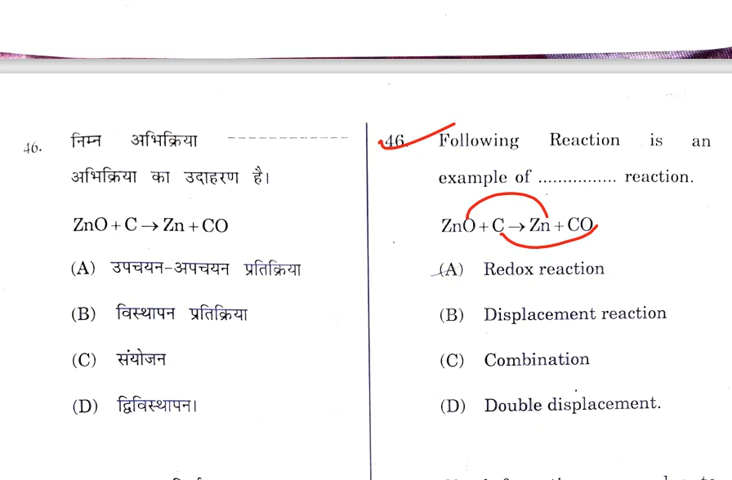 46. निम्न अभिक्रिया --------------
अभिक्रिया का उदाहरण है।
ZnO + C → Zn + CO
(A) उपचयन-अपचयन प्रतिक्रिया
(B) विस्थापन प्रतिक्रिया
(C) संयोजन
(D) द्विविस्थापन।
46. Following Reaction is an
example of ................ reaction.
ZnO + C → Zn + CO
(A) Redox reaction
(B) Displacement reaction
(C) Combination
(D) Double displacement.